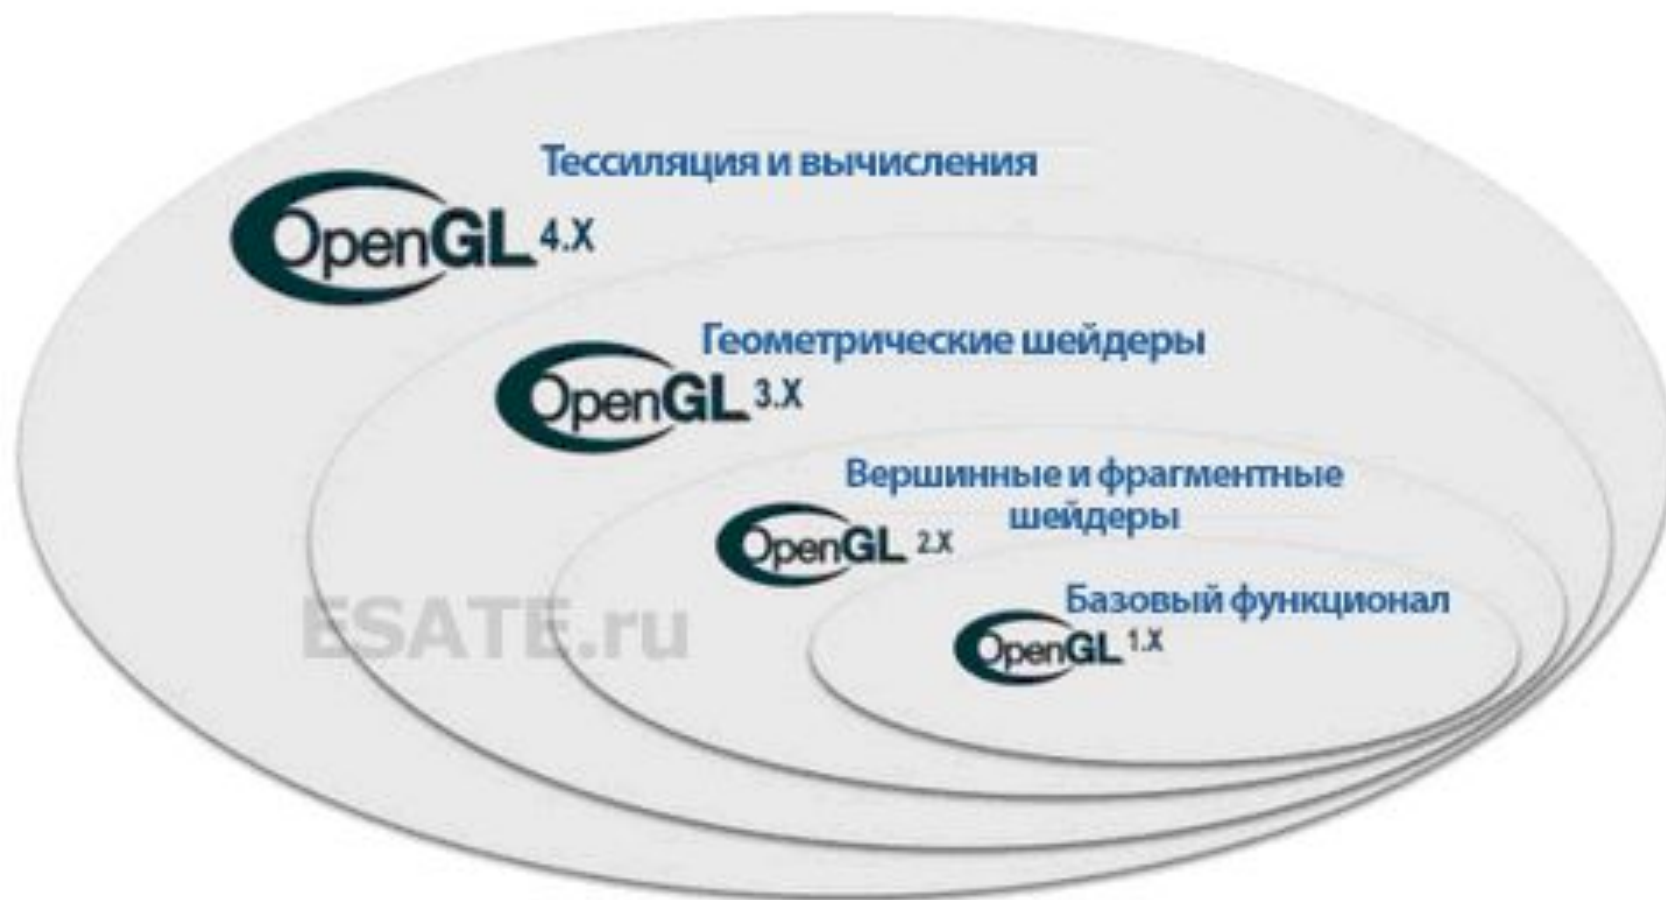 Тессиляция и вычисления
OpenGL 4.X
Геометрические шейдеры
OpenGL 3.X
Вершинные и фрагментные
шейдеры
OpenGL 2.X
Базовый функционал
OpenGL 1.X
ESATE.ru